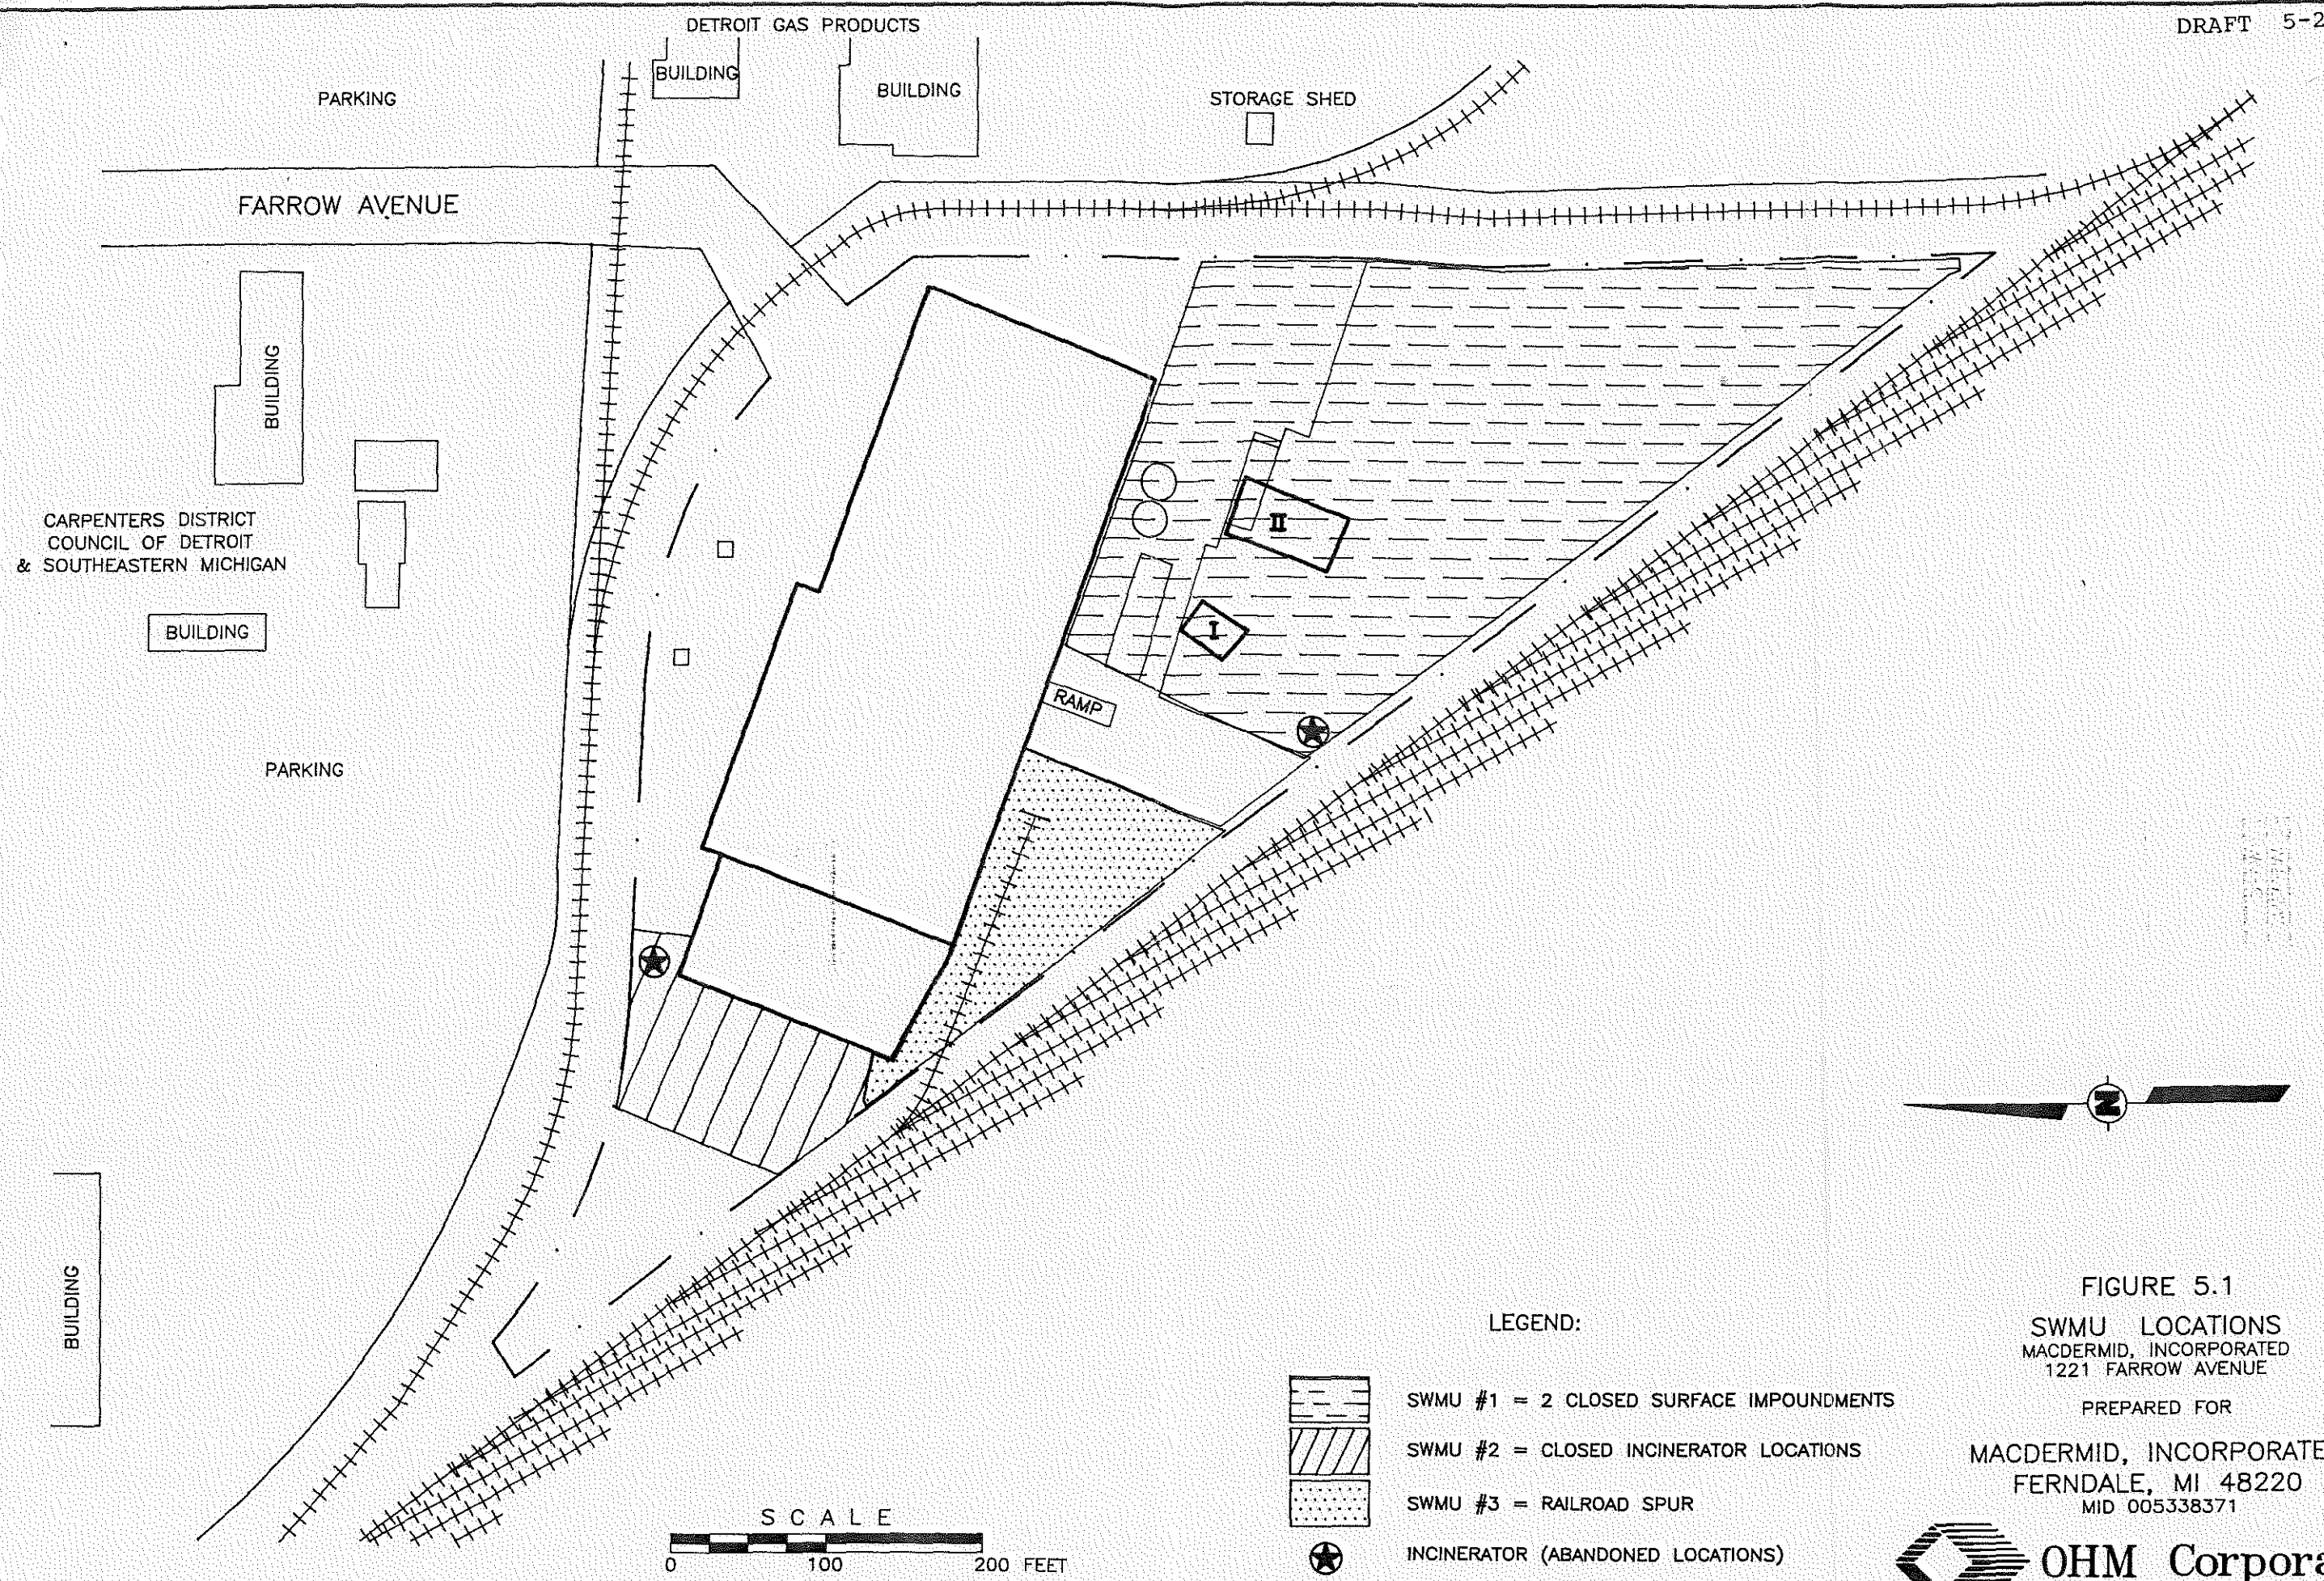 DRAFT 5-2
DETROIT GAS PRODUCTS
BUILDING
BUILDING
PARKING
STORAGE SHED
FARROW AVENUE
BUILDING
CARPENTERS DISTRICT
COUNCIL OF DETROIT
& SOUTHEASTERN MICHIGAN
BUILDING
PARKING
II
I
RAMP
N
BUILDING
SCALE
0 100 200 FEET
LEGEND:
SWMU #1 = 2 CLOSED SURFACE IMPOUNDMENTS
SWMU #2 = CLOSED INCINERATOR LOCATIONS
SWMU #3 = RAILROAD SPUR
INCINERATOR (ABANDONED LOCATIONS)
FIGURE 5.1
SWMU LOCATIONS
MACDERMID, INCORPORATED
1221 FARROW AVENUE
PREPARED FOR
MACDERMID, INCORPORATE
FERNDALE, MI 48220
MID 005338371
OHM Corpora